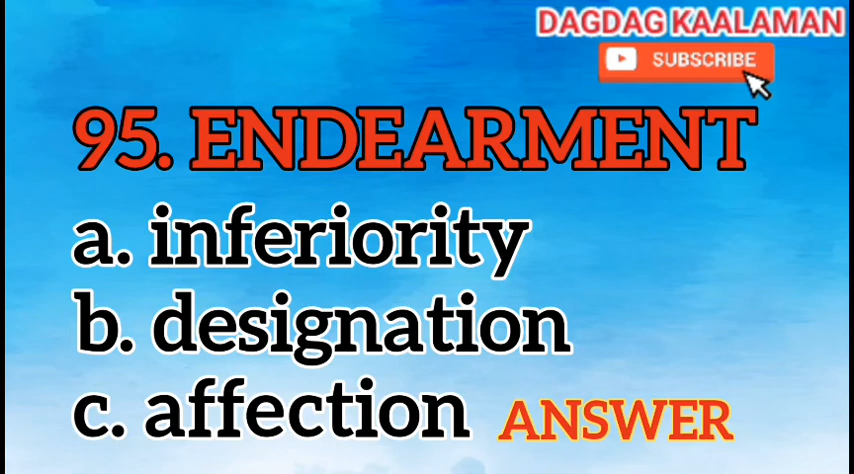 DAGDAG KAALAMAN
SUBSCRIBE
95. ENDEARMENT
a. inferiority
b. designation
c. affection ANSWER